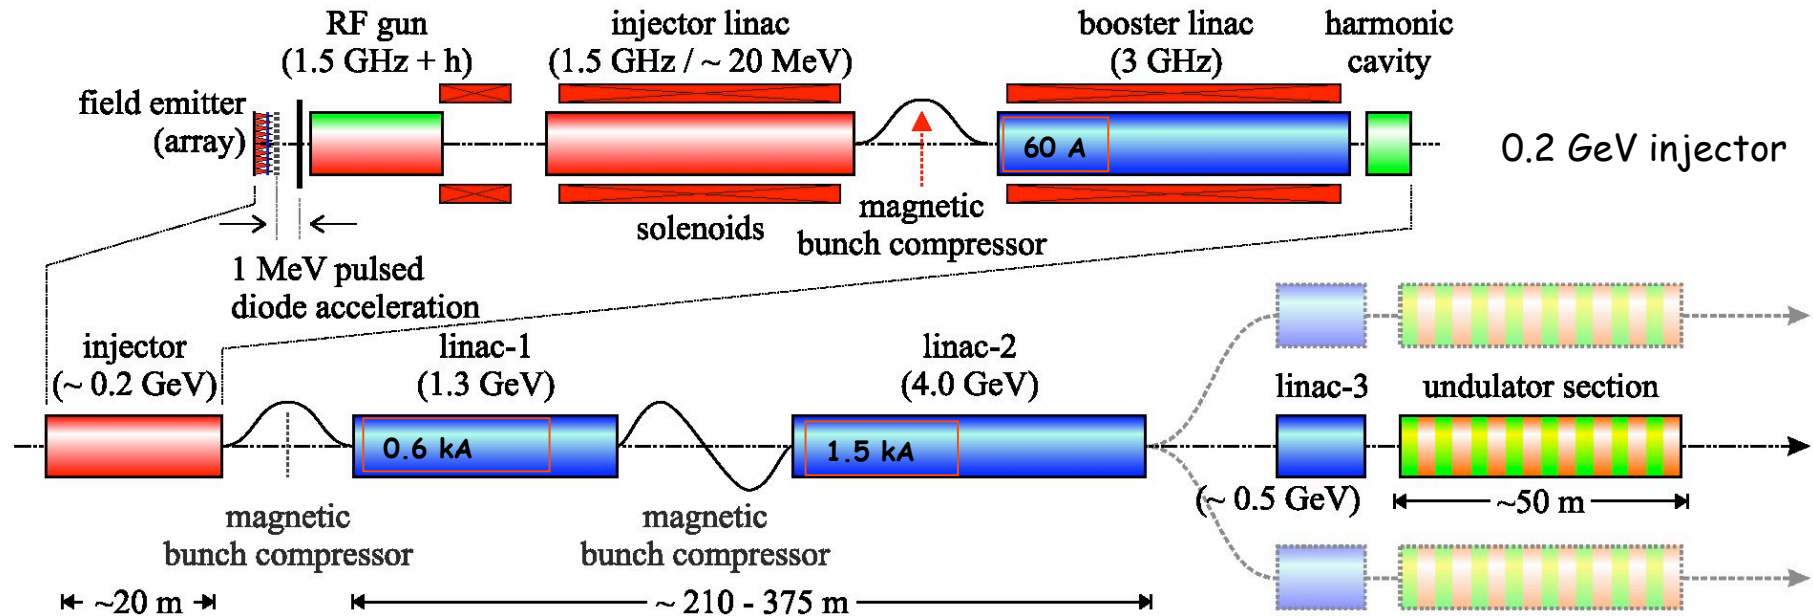 RF gun
(1.5 GHz + h)
injector linac
(1.5 GHz / ~ 20 MeV)
booster linac
(3 GHz)
harmonic
cavity
field emitter
(array)
60 A
0.2 GeV injector
solenoids
magnetic
bunch compressor
1 MeV pulsed
diode acceleration
injector
(~ 0.2 GeV)
linac-1
(1.3 GeV)
linac-2
(4.0 GeV)
linac-3
undulator section
0.6 kA
1.5 kA
(~ 0.5 GeV)
~50 m
magnetic
bunch compressor
magnetic
bunch compressor
~20 m
~ 210 - 375 m